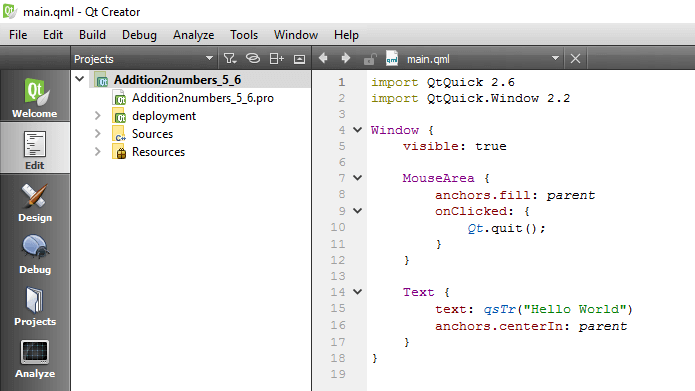 main.qml - Qt Creator
File Edit Build Debug Analyze Tools Window Help
Projects
main.qml
Welcome
Edit
Design
Debug
Projects
Analyze
Addition2numbers_5_6
Addition2numbers_5_6.pro
deployment
Sources
Resources
1 import QtQuick 2.6
2 import QtQuick.Window 2.2
3
4 Window {
5     visible: true
6
7     MouseArea {
8         anchors.fill: parent
9         onClicked: {
10             Qt.quit();
11         }
12     }
13
14     Text {
15         text: qsTr("Hello World")
16         anchors.centerIn: parent
17     }
18 }
19